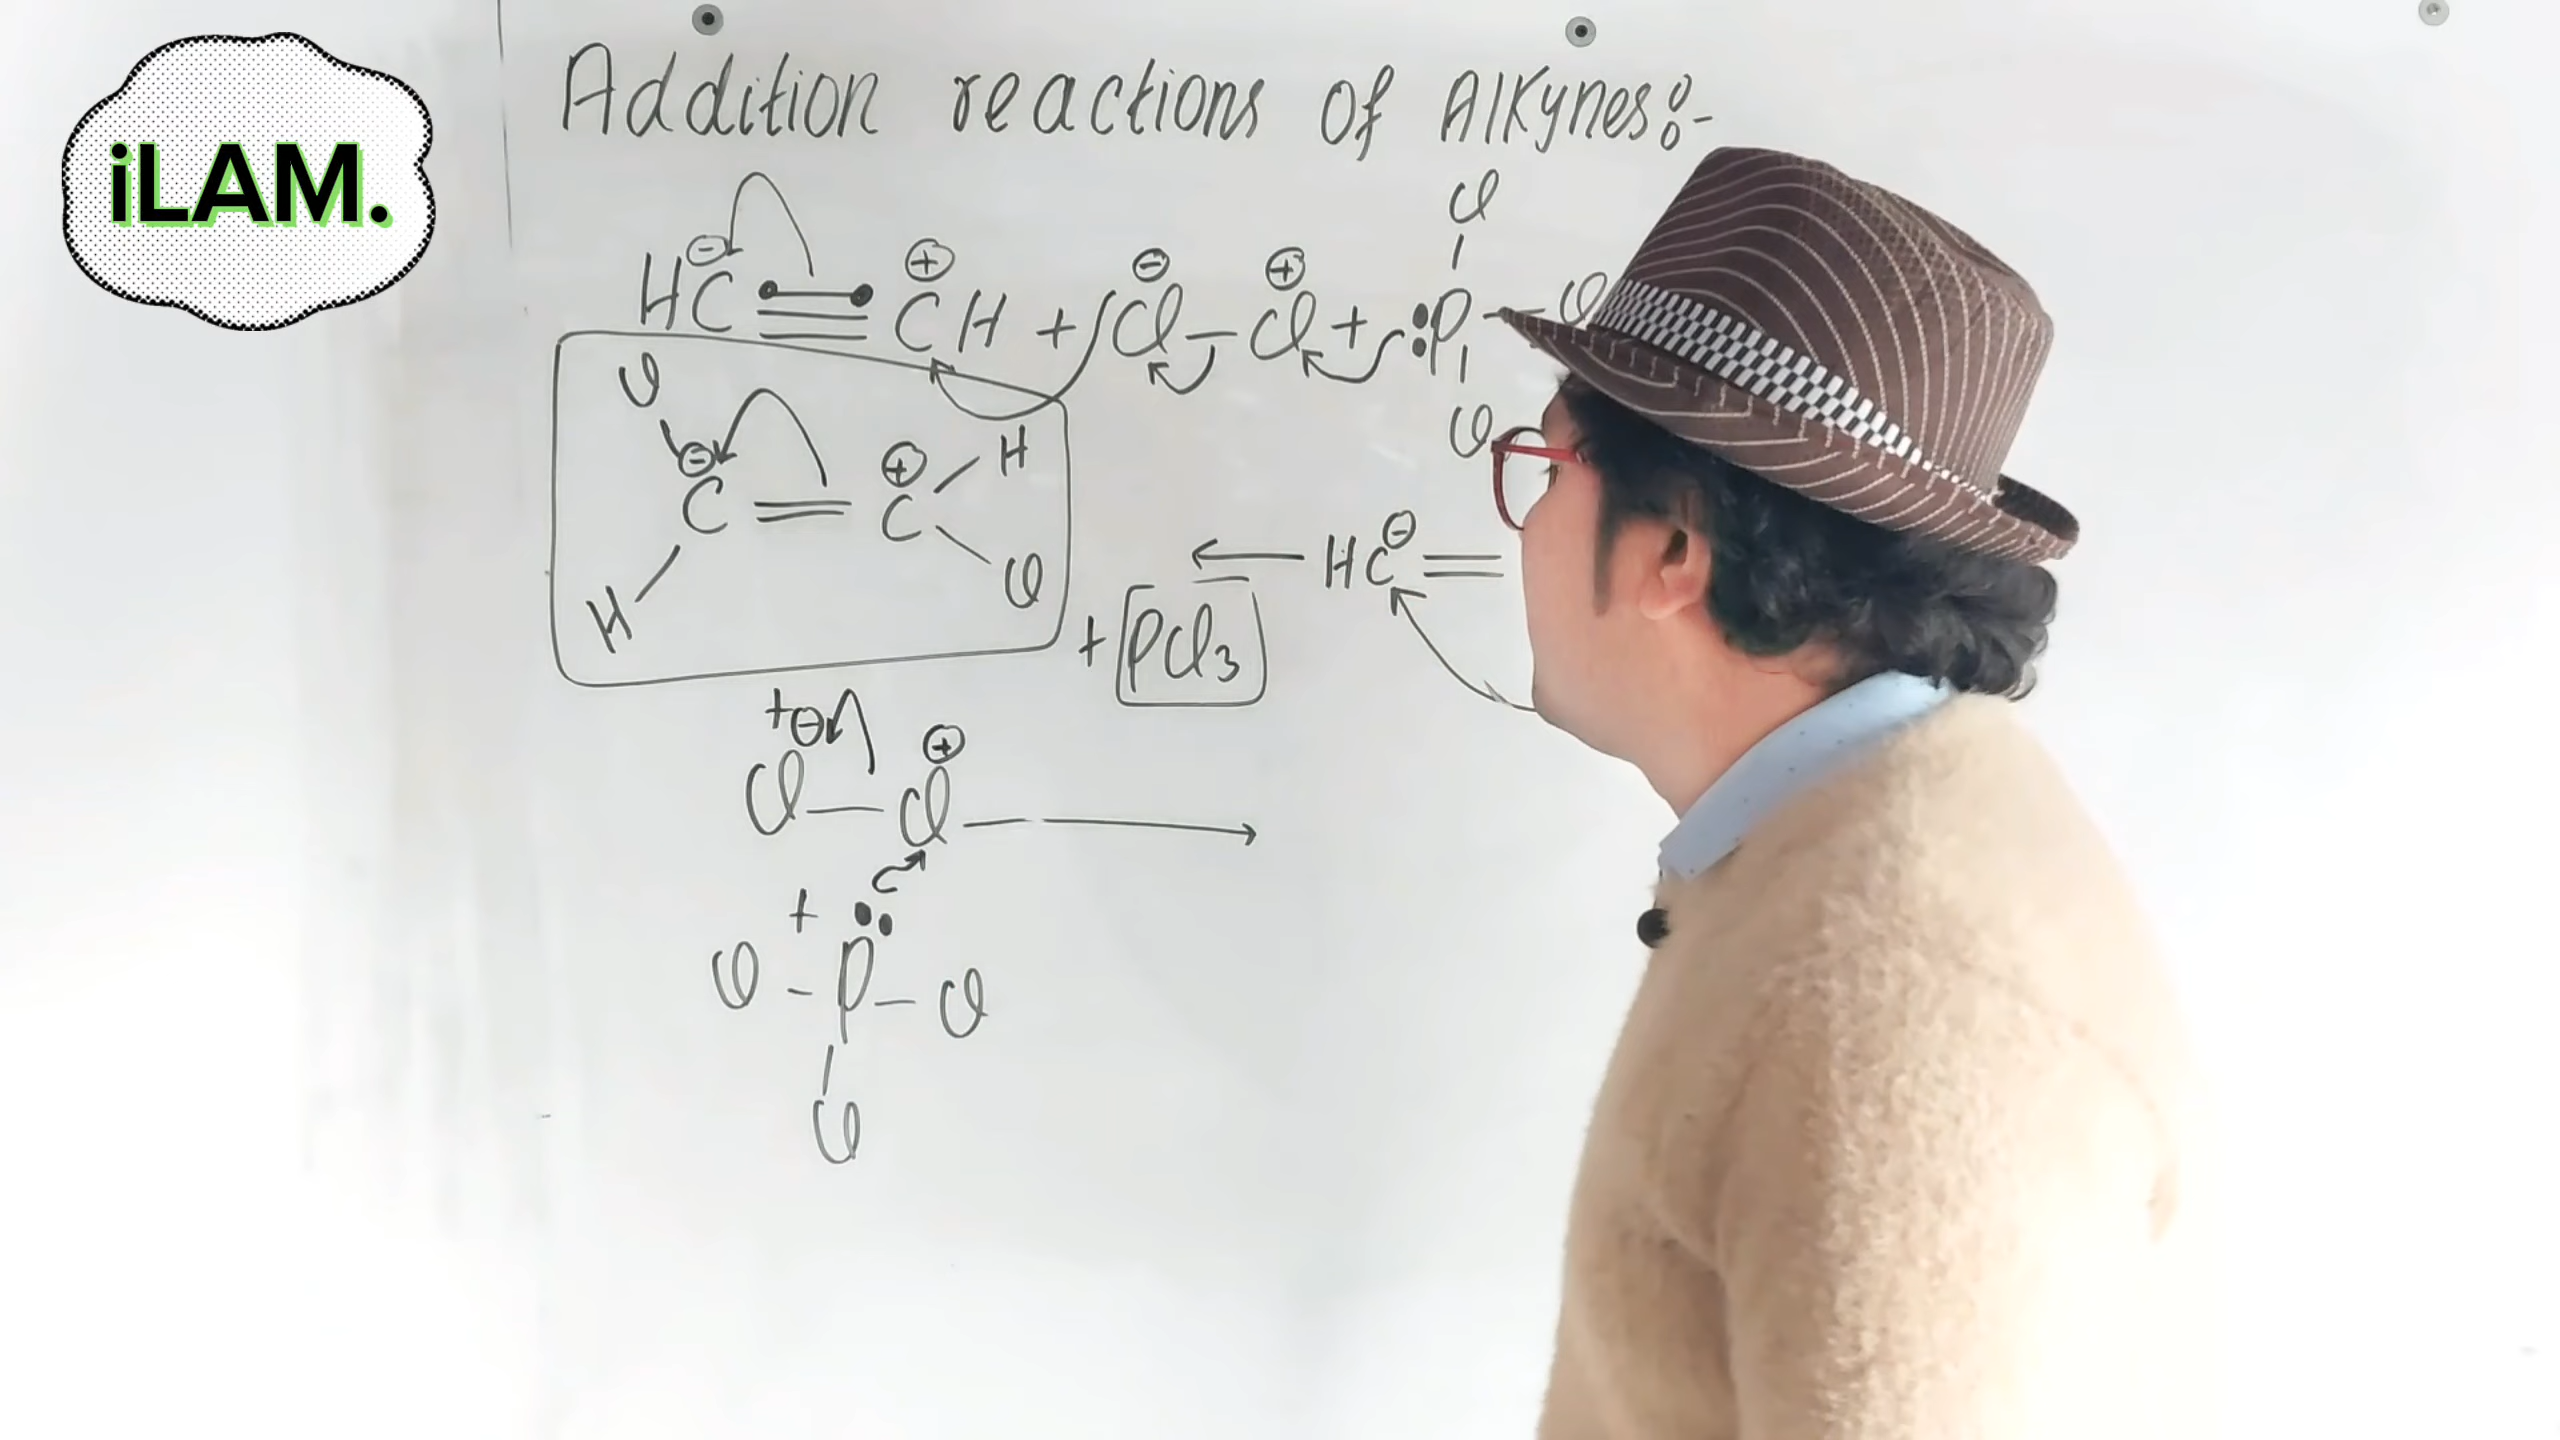 iLAM.
Addition reactions of Alkynes:-
Cl
HC⊖ ≡ ⊕CH + ⊖Cl - ⊕Cl + :P - Cl
Cl
Cl H
⊖C = ⊕C
H Cl
+ PCl3
← HC⊖ =
+
Cl⊖ - Cl⊕ →
+
Cl - P̈ - Cl
Cl